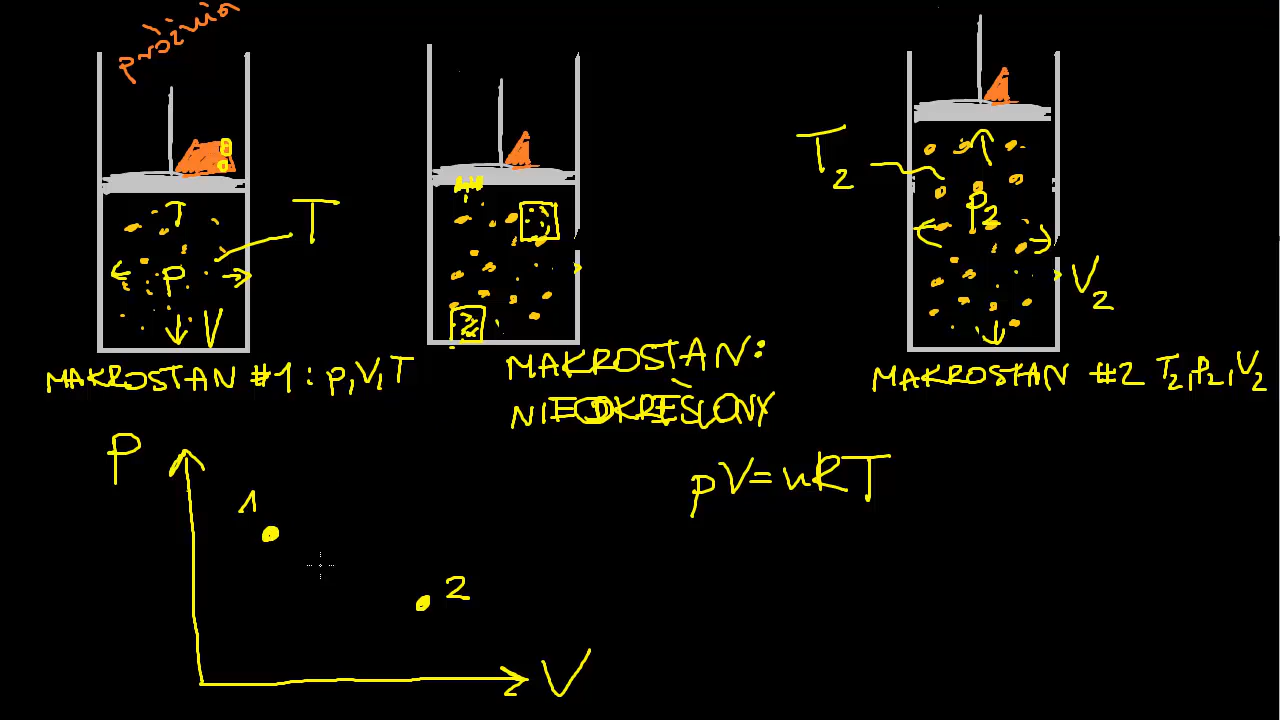 próżnia
T
p
V
MAKROSTAN #1 : p, V, T
MAKROSTAN:
NIEOKREŚLONY
T2
p2
V2
MAKROSTAN #2 T2, p2, V2
pV=nRT
P
1
2
V